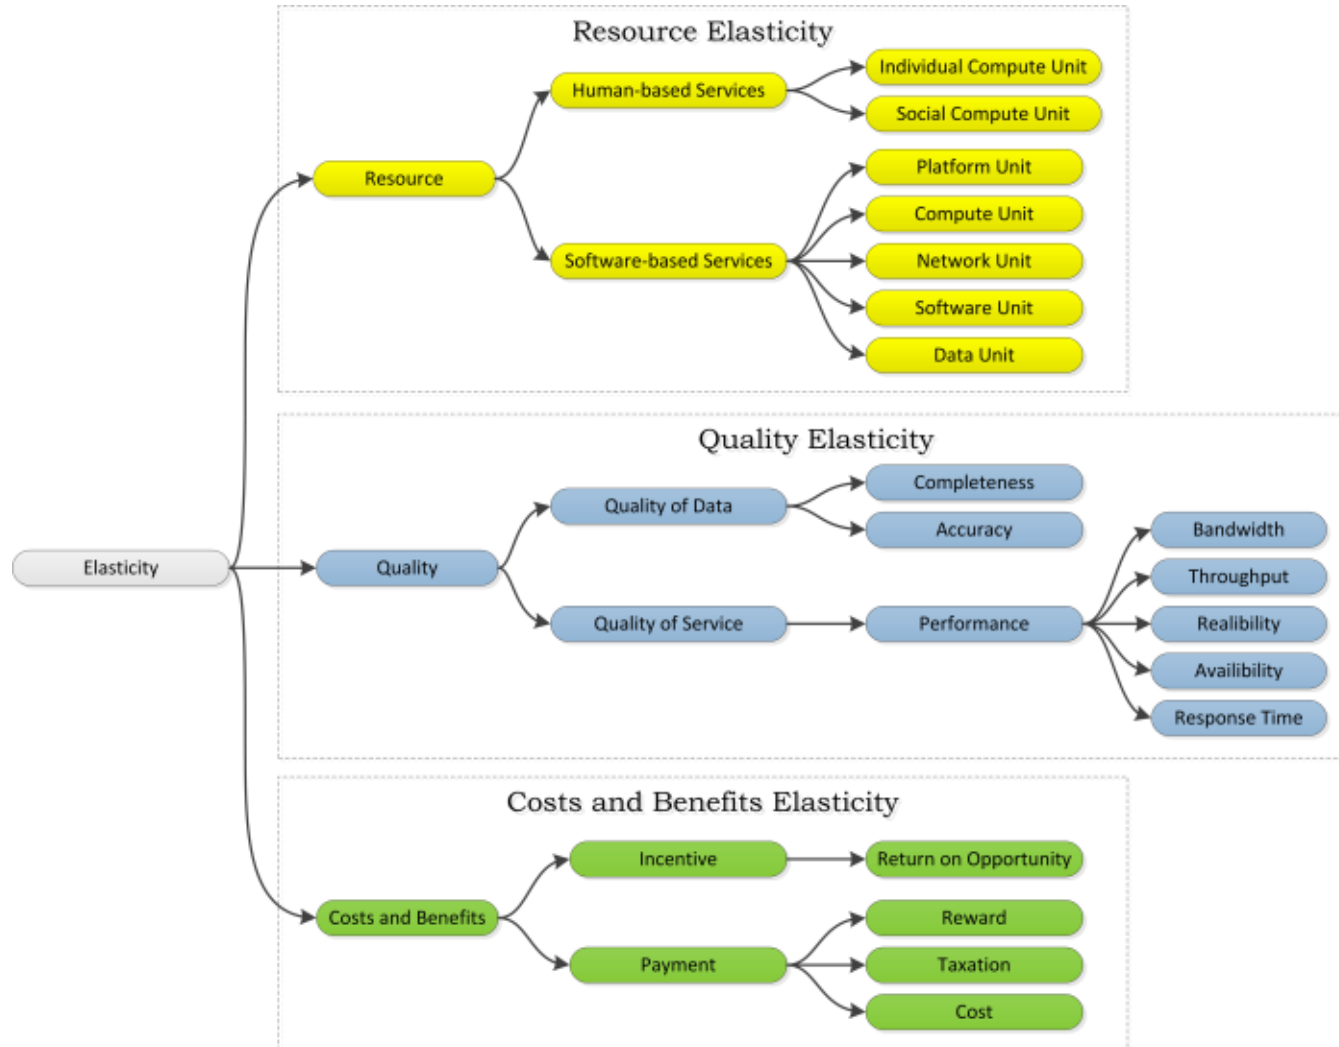 Resource Elasticity
Individual Compute Unit
Human-based Services
Social Compute Unit
Platform Unit
Resource
Compute Unit
Software-based Services
Network Unit
Software Unit
Data Unit
Quality Elasticity
Completeness
Quality of Data
Accuracy
Bandwidth
Elasticity
Quality
Throughput
Quality of Service
Performance
Realibility
Availibility
Response Time
Costs and Benefits Elasticity
Incentive
Return on Opportunity
Costs and Benefits
Reward
Payment
Taxation
Cost